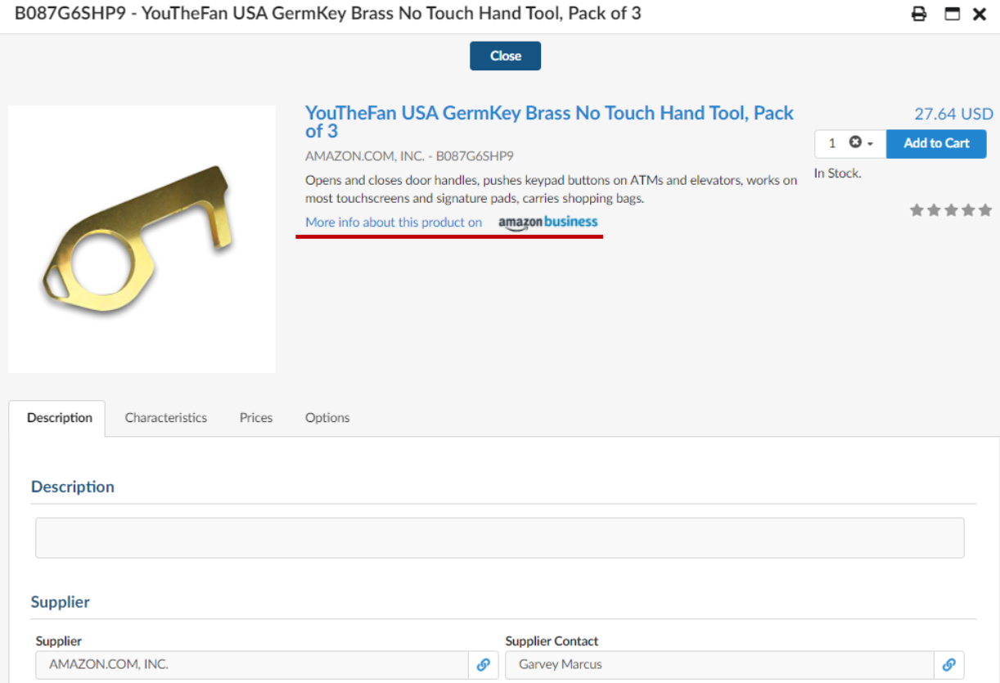 B087G6SHP9 - YouTheFan USA GermKey Brass No Touch Hand Tool, Pack of 3
Close
YouTheFan USA GermKey Brass No Touch Hand Tool, Pack
of 3
AMAZON.COM, INC. - B087G6SHP9
Opens and closes door handles, pushes keypad buttons on ATMs and elevators, works on
most touchscreens and signature pads, carries shopping bags.
More info about this product on amazon business
27.64 USD
1 Add to Cart
In Stock.
Description Characteristics Prices Options
Description
Supplier
Supplier Supplier Contact
AMAZON.COM, INC. Garvey Marcus